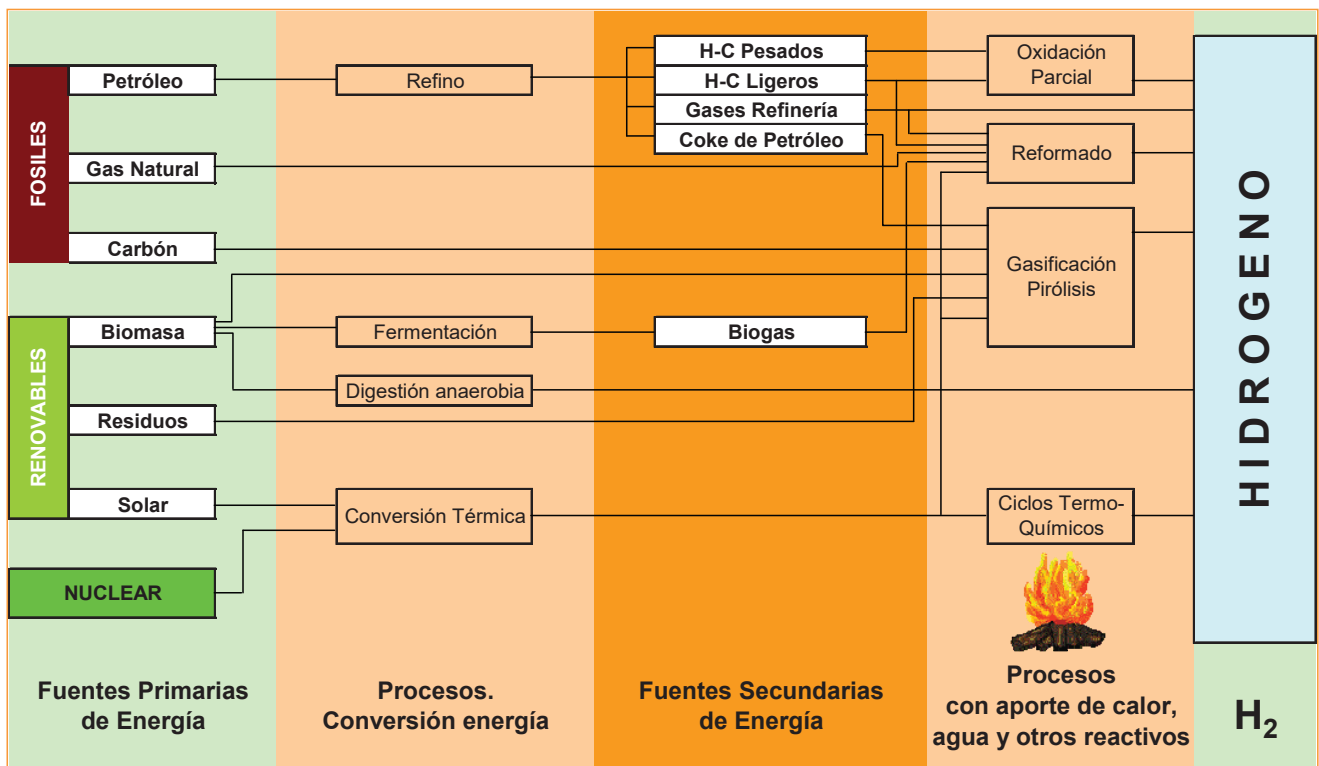 FOSILES
Petróleo
Gas Natural
Carbón
RENOVABLES
Biomasa
Residuos
Solar
NUCLEAR
Fuentes Primarias
de Energía
Refino
Fermentación
Digestión anaerobia
Conversión Térmica
Procesos.
Conversión energía
H-C Pesados
H-C Ligeros
Gases Refinería
Coke de Petróleo
Biogas
Fuentes Secundarias
de Energía
Oxidación
Parcial
Reformado
Gasificación
Pirólisis
Ciclos Termo-
Químicos
Procesos
con aporte de calor,
agua y otros reactivos
HIDROGENO
H₂